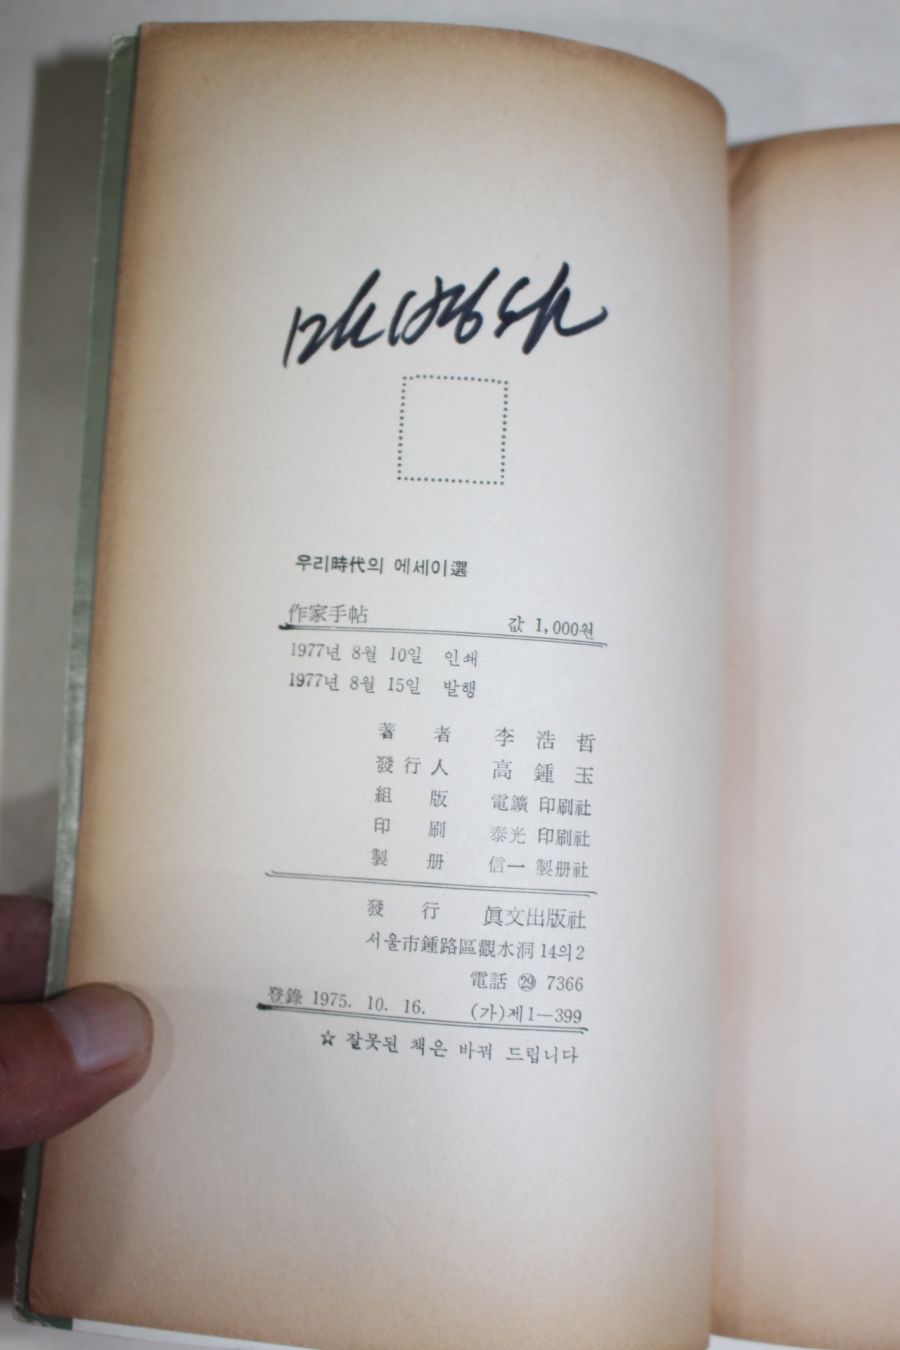 우리時代의 에세이選
作家手帖 값 1,000원
1977년 8월 10일 인쇄
1977년 8월 15일 발행
著 者 李 浩 哲
發 行 人 高 鍾 玉
組 版 電鑛 印刷社
印 刷 泰光 印刷社
製 册 信一 製册社
發 行 眞文出版社
서울市鍾路區觀水洞 14의2
電話 ㉙ 7366
登錄 1975. 10. 16. (가)제1—399
☆ 잘못된 책은 바꿔 드립니다